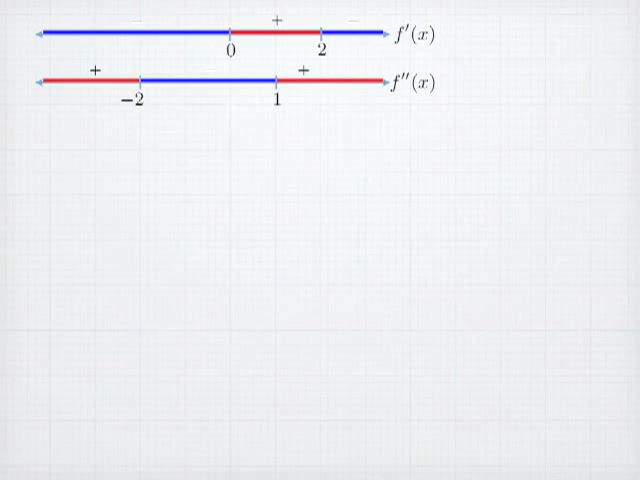 − + −
0 2 f′(x)
+ +
−2 1 f″(x)